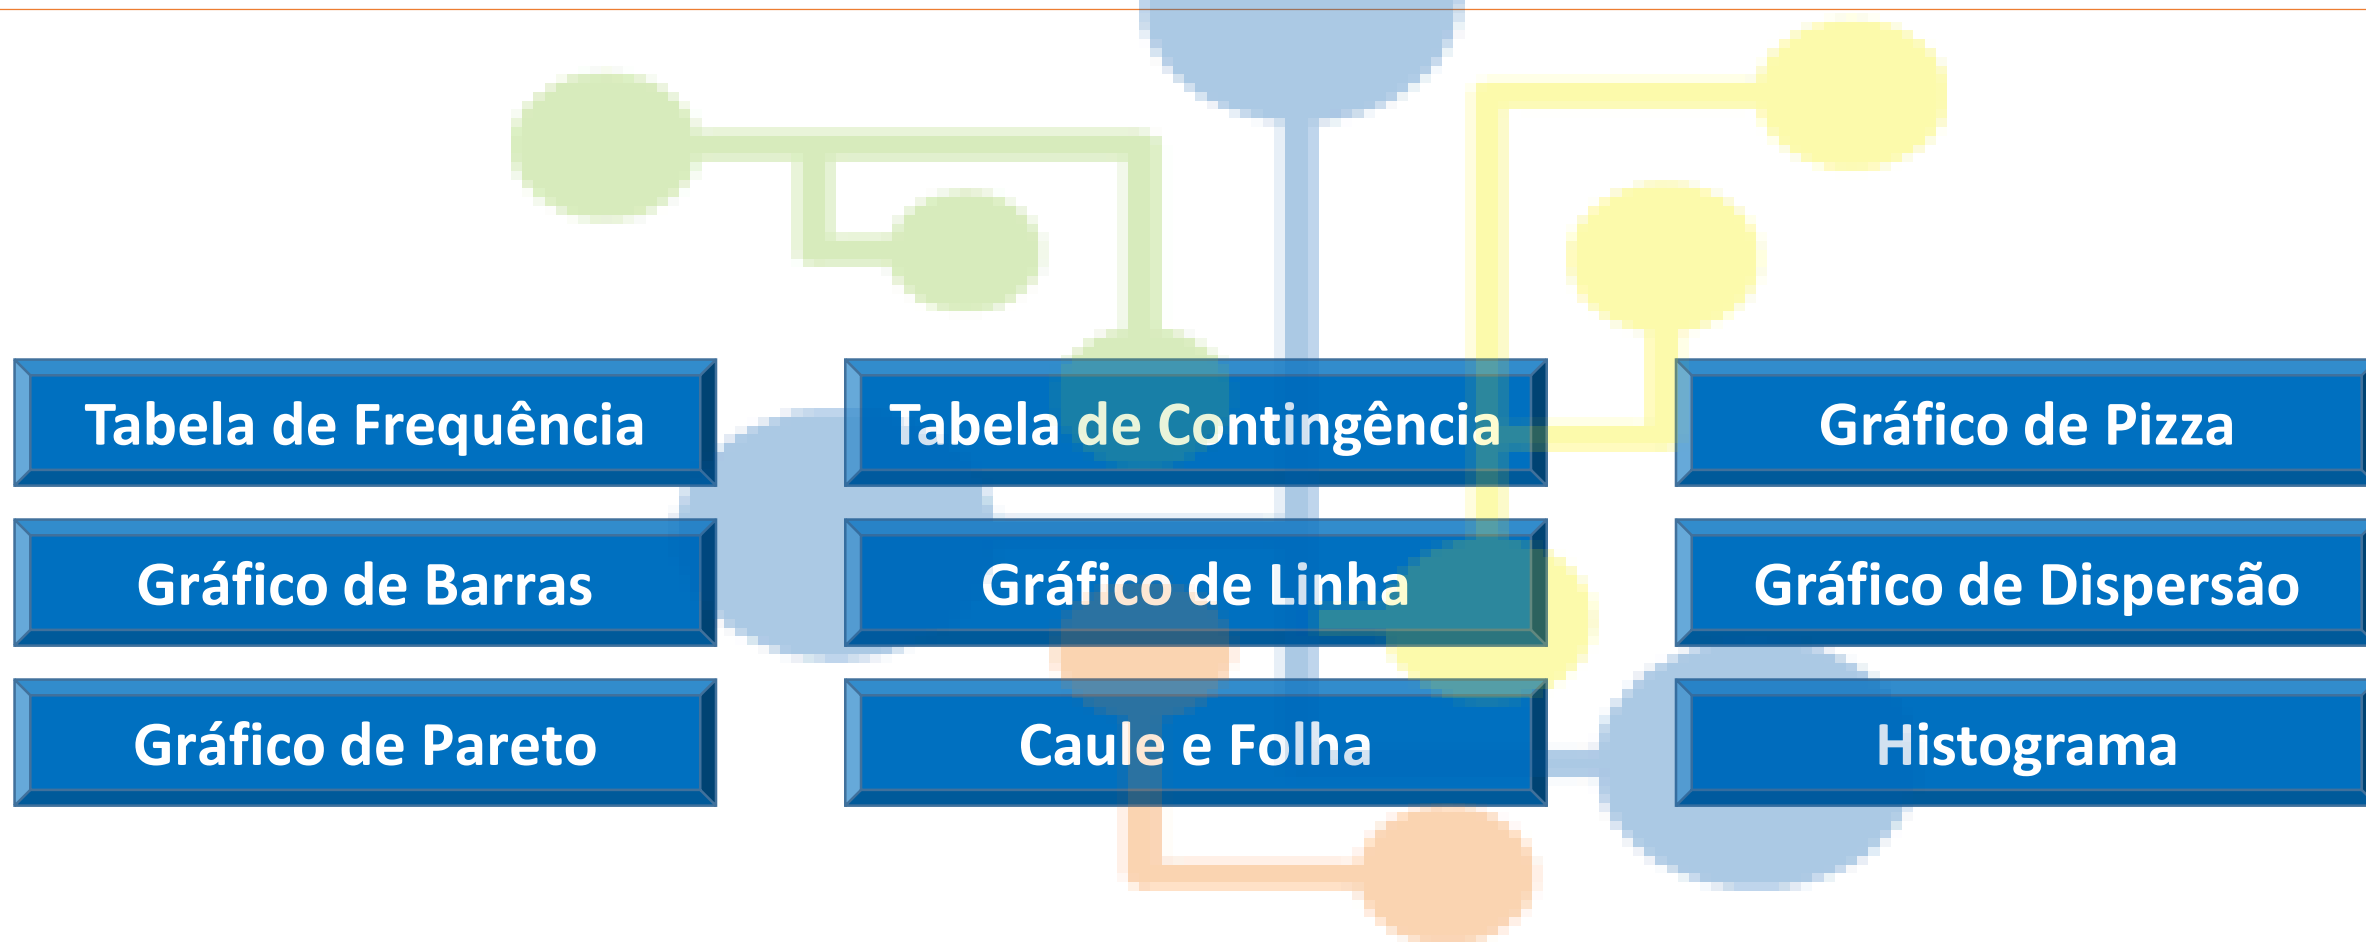 Tabela de Frequência
Tabela de Contingência
Gráfico de Pizza
Gráfico de Barras
Gráfico de Linha
Gráfico de Dispersão
Gráfico de Pareto
Caule e Folha
Histograma